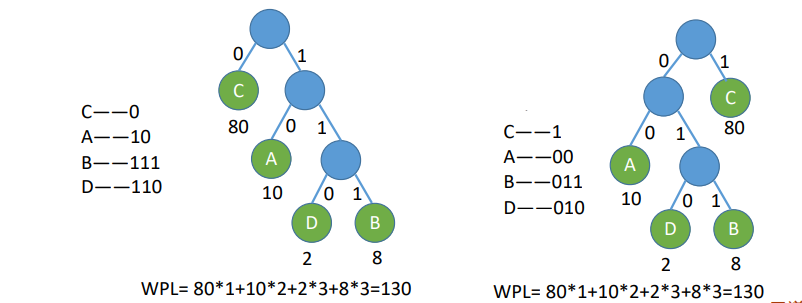 0
1
C
80
C——0
A——10
B——111
D——110
0
1
A
10
0
1
D
B
2
8
WPL= 80*1+10*2+2*3+8*3=130
0
1
C
80
C——1
A——00
B——011
D——010
0
1
A
10
0
1
D
B
2
8
WPL= 80*1+10*2+2*3+8*3=130